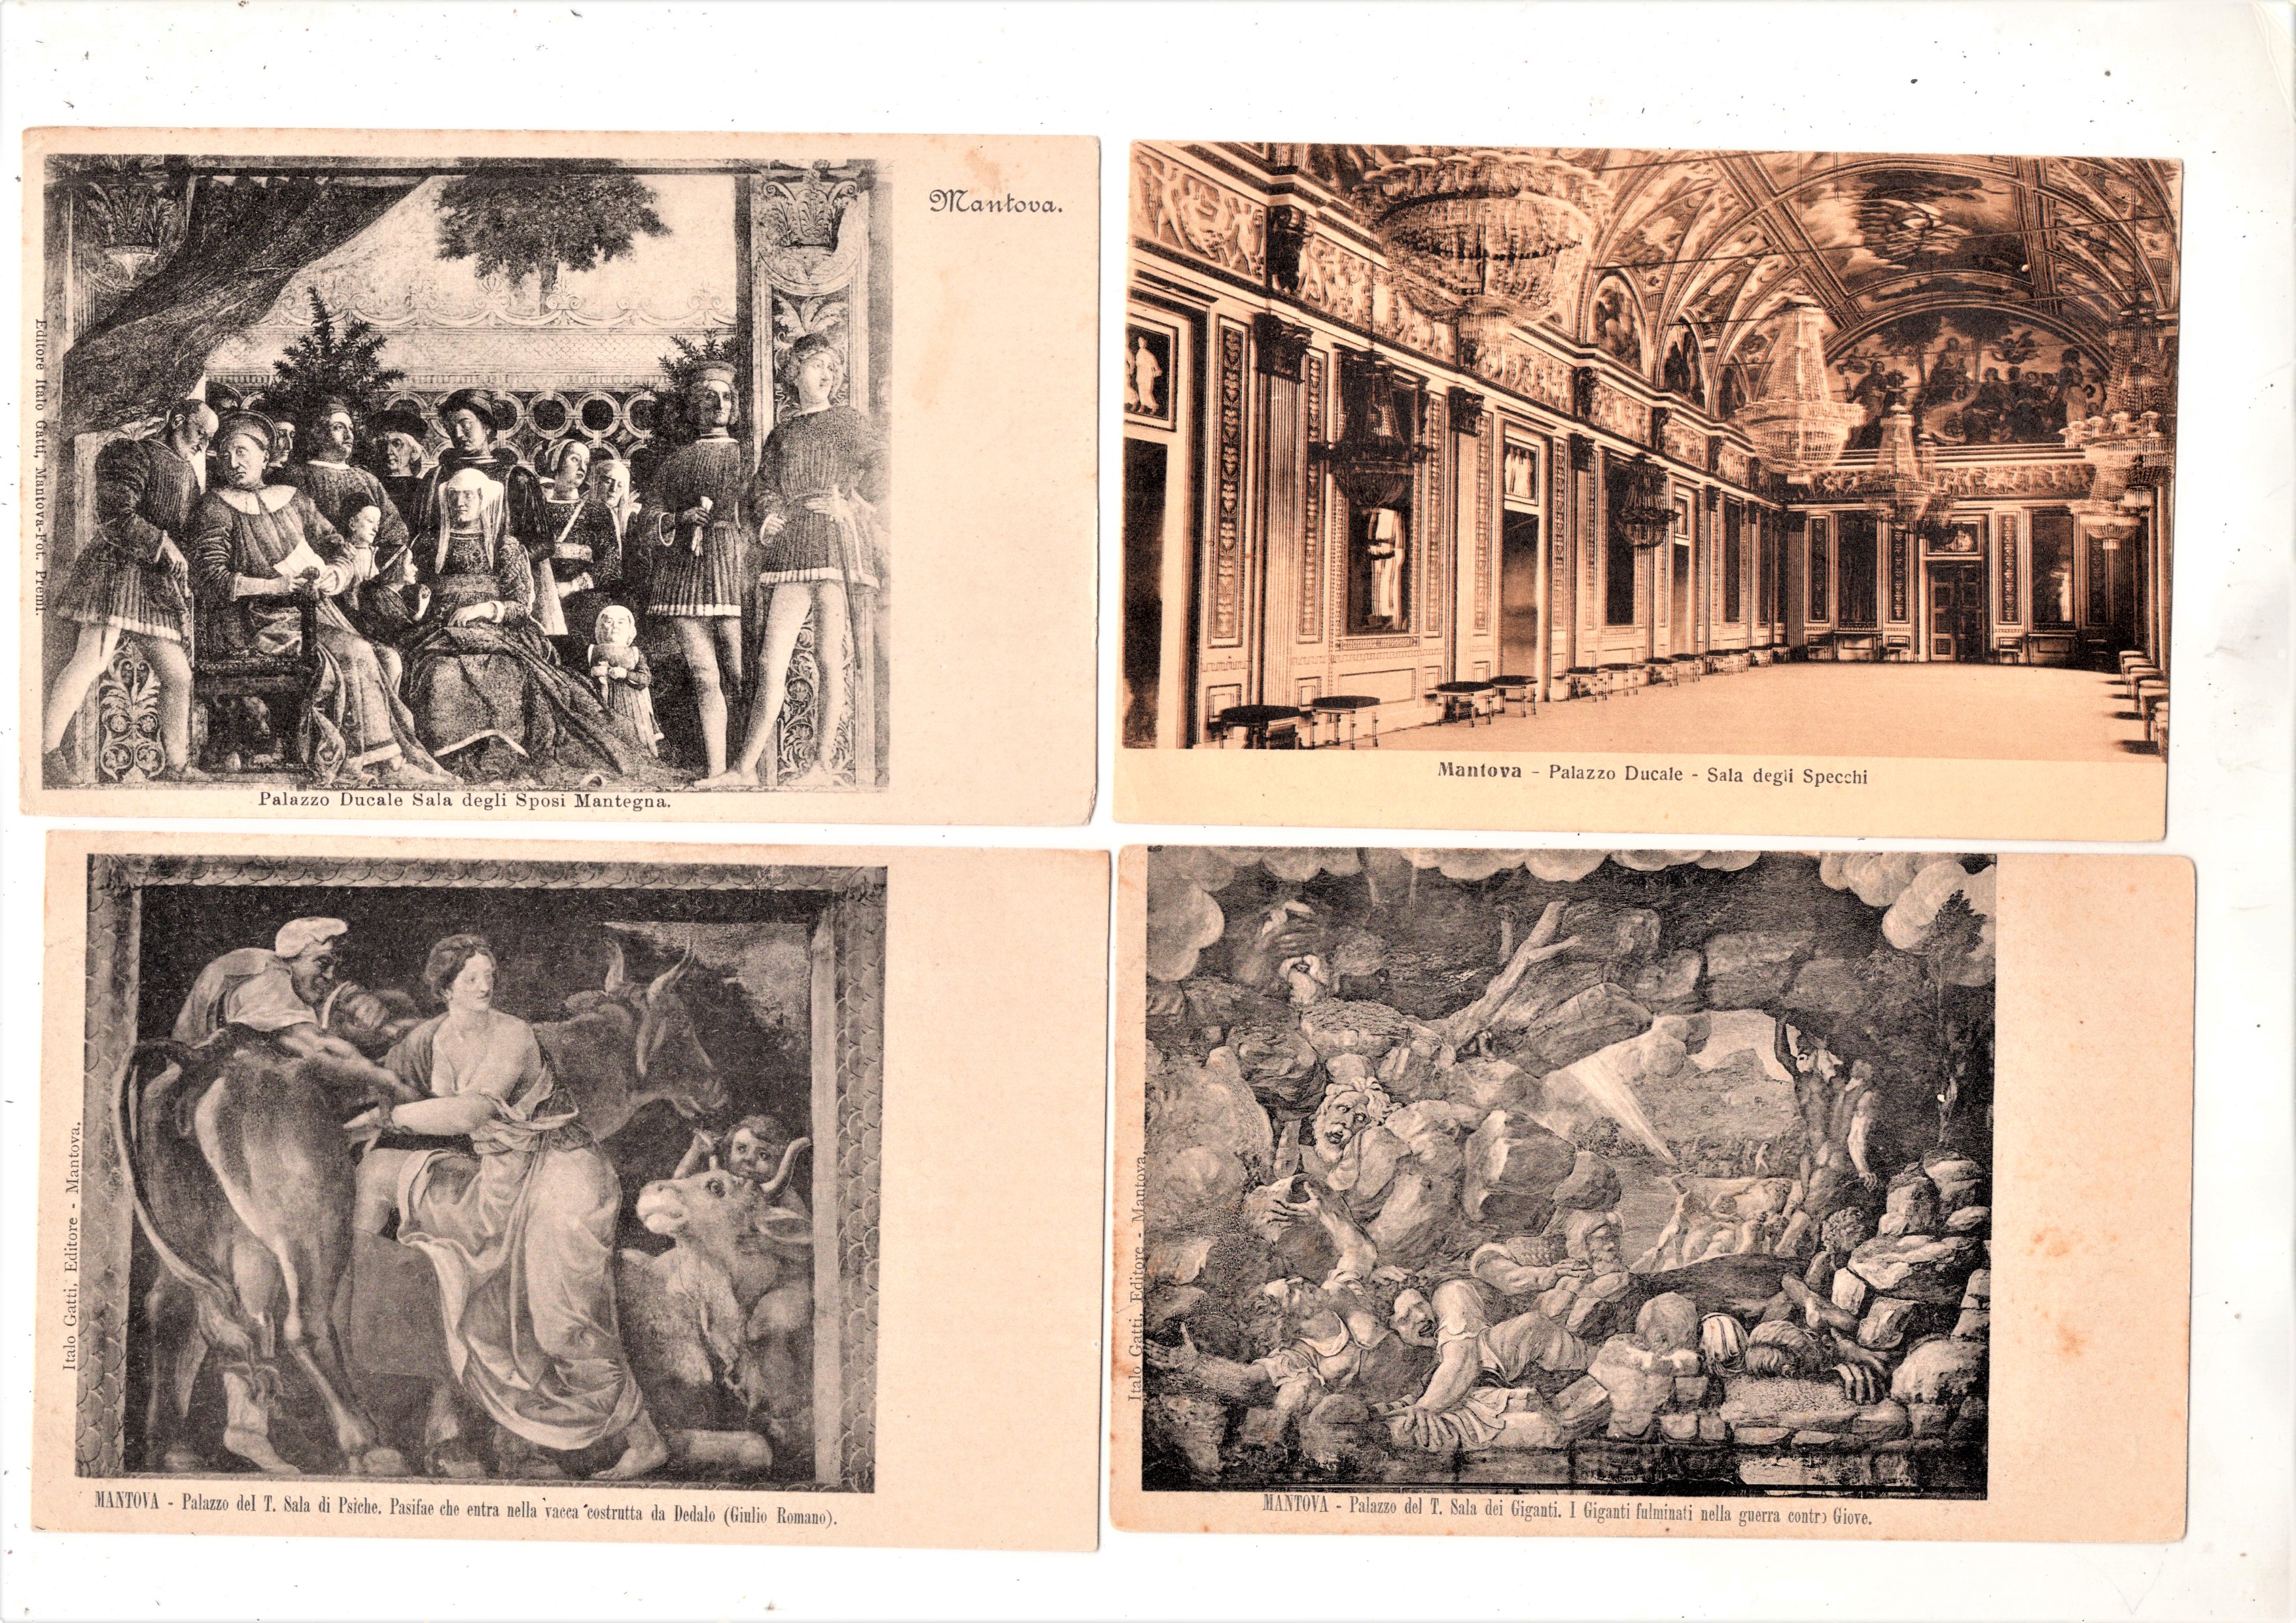 Mantova.
Editore Italo Gatti, Mantova-Fot. Premi.
Palazzo Ducale Sala degli Sposi Mantegna.
Mantova - Palazzo Ducale - Sala degli Specchi
Italo Gatti, Editore - Mantova.
MANTOVA - Palazzo del T. Sala di Psiche. Pasifae che entra nella vacca costrutta da Dedalo (Giulio Romano).
Italo Gatti, Editore - Mantova.
MANTOVA - Palazzo del T. Sala dei Giganti. I Giganti fulminati nella guerra contro Giove.